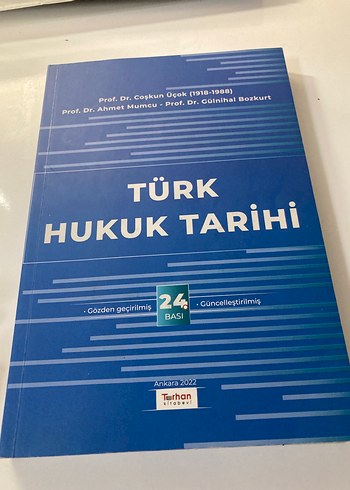 Prof. Dr. Coşkun Üçok (1918-1988)
Prof. Dr. Ahmet Mumcu - Prof. Dr. Gülnihal Bozkurt
TÜRK
HUKUK TARİHİ
• Gözden geçirilmiş 24. BASI • Güncelleştirilmiş
Ankara 2022
Turhan
kitabevi